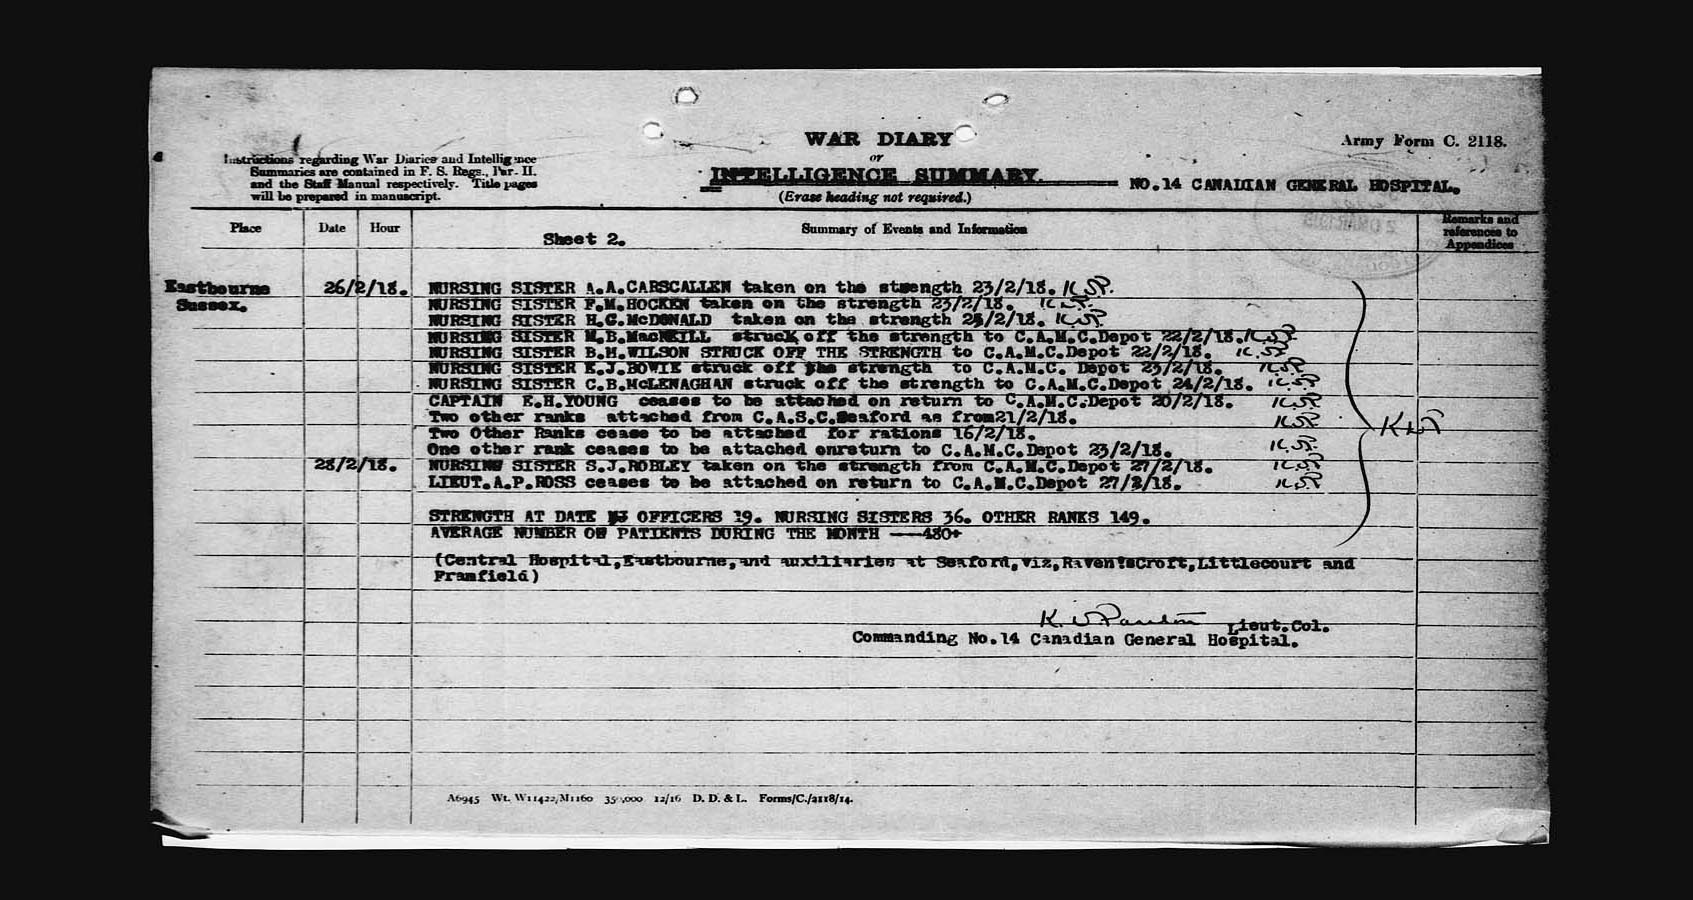 WAR DIARY
Army Form C. 2118.
or
Instructions regarding War Diaries and Intelligence
Summaries are contained in F. S. Regs., Par. II.
and the Staff Manual respectively. Title pages
will be prepared in manuscript.
INTELLIGENCE SUMMARY.
NO.14 CANADIAN GENERAL HOSPITAL.
(Erase heading not required.)
Place Date Hour Summary of Events and Information
Remarks and
references to
Appendices
Sheet 2.
Eastbourne 26/2/18. NURSING SISTER A.A.CARSCALLEN taken on the strength 23/2/18.
Sussex. NURSING SISTER F.M.HOCKEN taken on the strength 23/2/18.
NURSING SISTER H.C.McDONALD taken on the strength /2/18.
NURSING SISTER M.B.MacNEILL struck off the strength to C.A.M.C.Depot 22/2/18.
NURSING SISTER B.M.WILSON STRUCK OFF THE STRENGTH to C.A.M.C.Depot 22/2/18.
NURSING SISTER E.J.BOWIE struck off the strength to C.A.M.C. Depot 23/2/18.
NURSING SISTER C.B.McLENAGHAN struck off the strength to C.A.M.C.Depot 24/2/18.
CAPTAIN E.H.YOUNG ceases to be attached on return to C.A.M.C.Depot 20/2/18.
Two other ranks attached from C.A.S.C.Seaford as from21/2/18.
Two Other Ranks cease to be attached for rations 16/2/18.
One other rank ceases to be attached onreturn to C.A.M.C.Depot 23/2/18.
28/2/18. NURSING SISTER S.J.ROBLEY taken on the strength from C.A.M.C.Depot 27/2/18.
LIEUT.A.P.ROSS ceases to be attached on return to C.A.M.C.Depot 27/2/18.
STRENGTH AT DATE OFFICERS 19. NURSING SISTERS 36. OTHER RANKS 149.
AVERAGE NUMBER OF PATIENTS DURING THE MONTH ---480+
(Central Hospital,Eastbourne,and auxiliaries at Seaford,viz,Raven'sCroft,Littlecourt and
Framfield)
Lieut.Col.
Commanding No.14 Canadian General Hospital.
A6945 Wt. W11422/M1160 350,000 12/16 D. D. & L. Forms/C./2118/14.